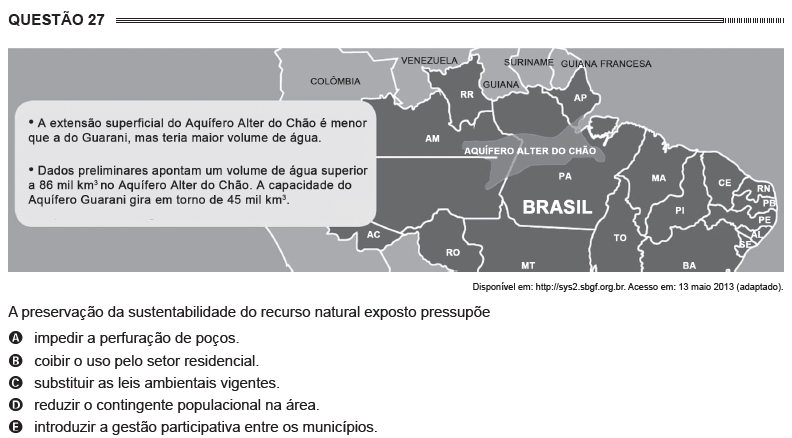 QUESTÃO 27
VENEZUELA
SURINAME
GUIANA FRANCESA
COLÔMBIA
GUIANA
RR
AP
• A extensão superficial do Aquífero Alter do Chão é menor
que a do Guarani, mas teria maior volume de água.
• Dados preliminares apontam um volume de água superior
a 86 mil km³ no Aquífero Alter do Chão. A capacidade do
Aquífero Guarani gira em torno de 45 mil km³.
AM
AQUÍFERO ALTER DO CHÃO
PA
MA
CE
RN
PB
PE
AL
SE
PI
BRASIL
AC
RO
TO
MT
BA
Disponível em: http://sys2.sbgf.org.br. Acesso em: 13 maio 2013 (adaptado).
A preservação da sustentabilidade do recurso natural exposto pressupõe
A impedir a perfuração de poços.
B coibir o uso pelo setor residencial.
C substituir as leis ambientais vigentes.
D reduzir o contingente populacional na área.
E introduzir a gestão participativa entre os municípios.